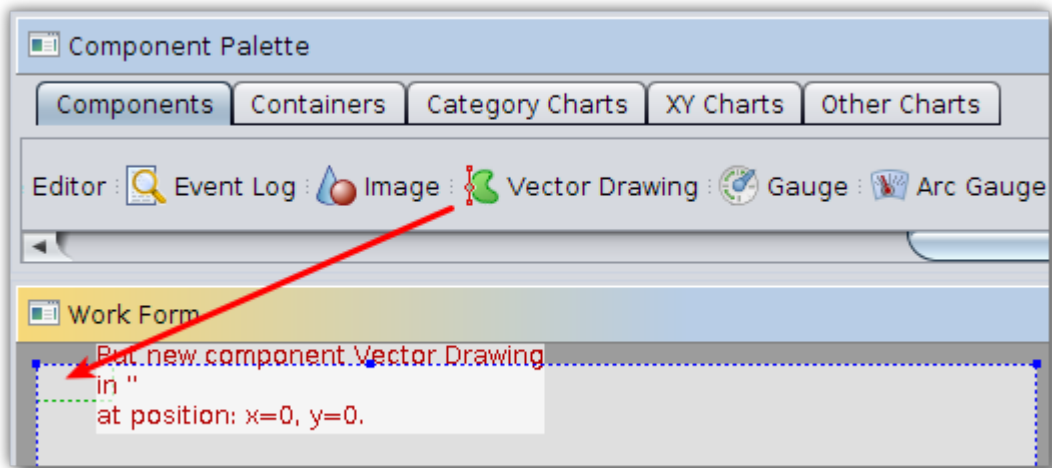 Component Palette
Components Containers Category Charts XY Charts Other Charts
Editor Event Log Image Vector Drawing Gauge Arc Gauge
Work Form
Put new component Vector Drawing
in "
at position: x=0, y=0.